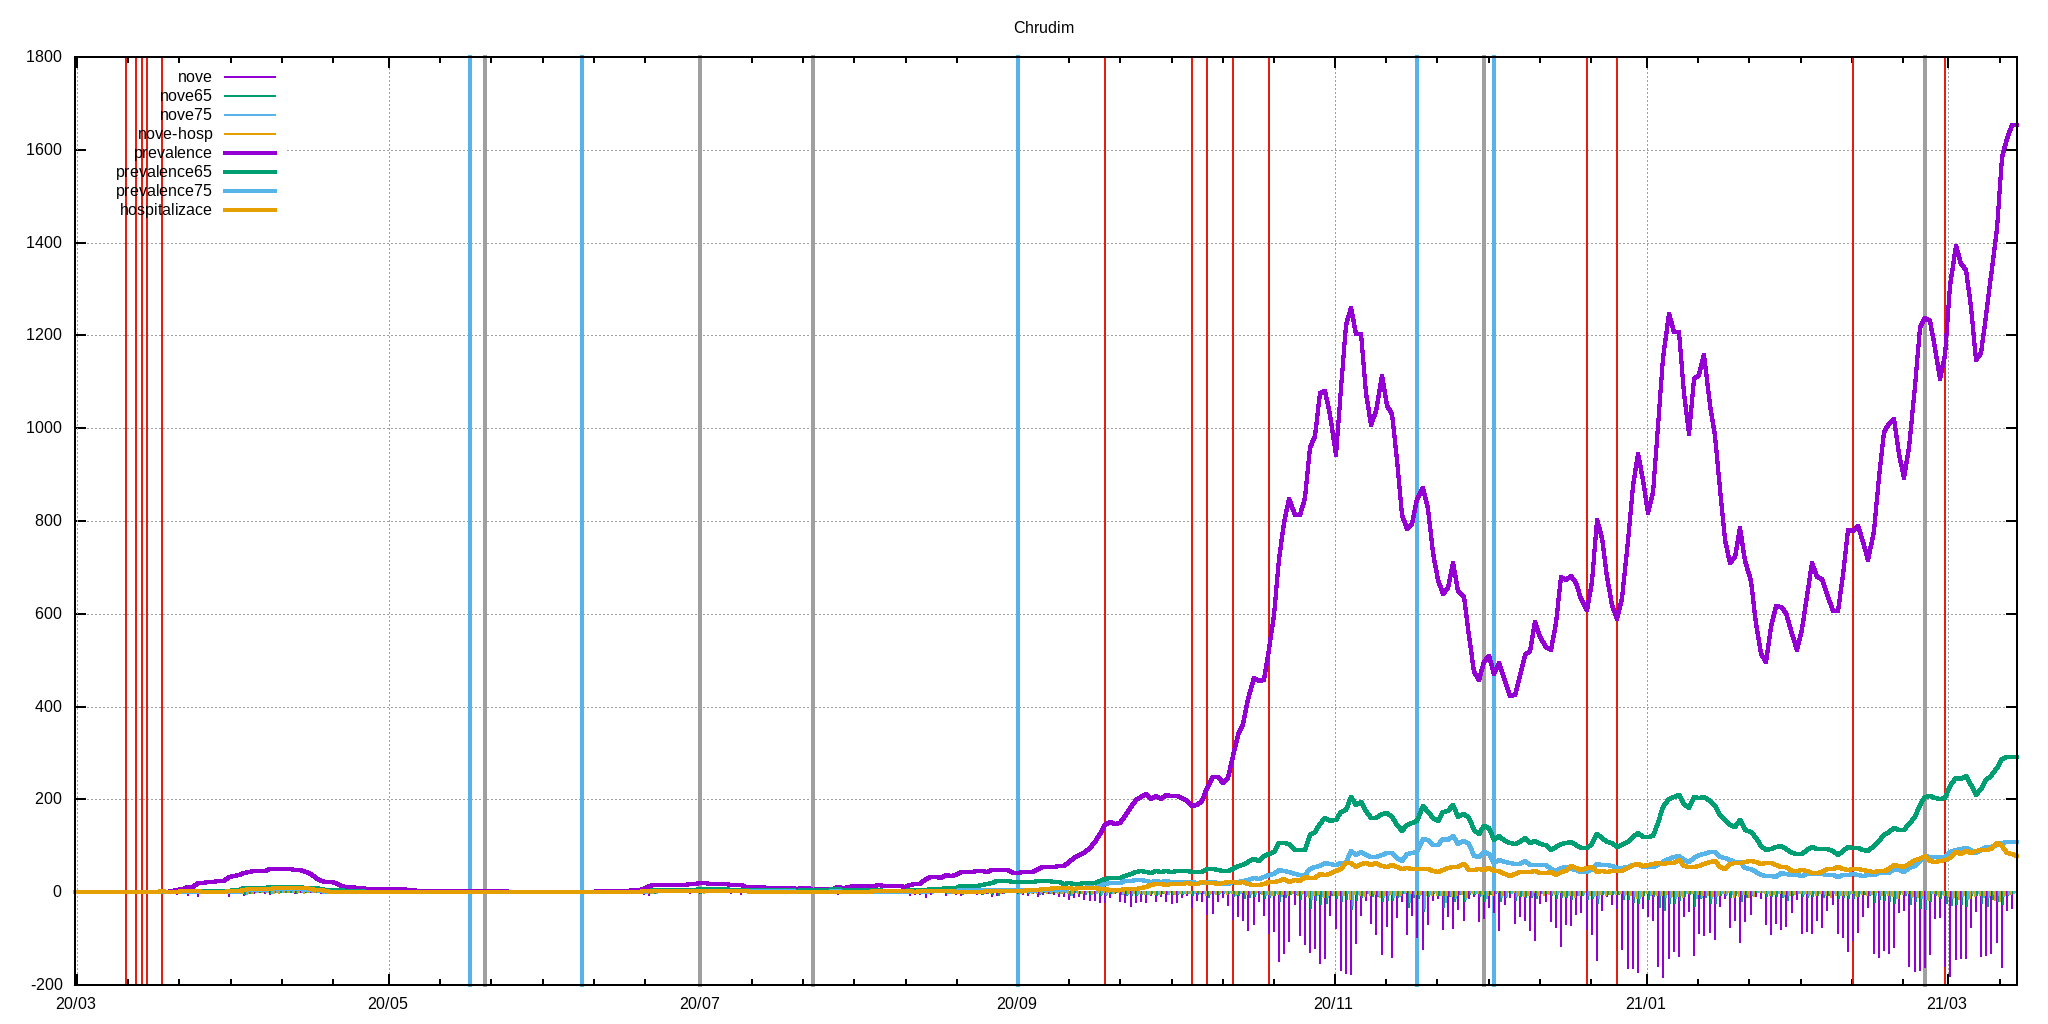 Chrudim
1800
1600
1400
1200
1000
800
600
400
200
0
-200
nove
nove65
nove75
nove-hosp
prevalence
prevalence65
prevalence75
hospitalizace
20/03 20/05 20/07 20/09 20/11 21/01 21/03